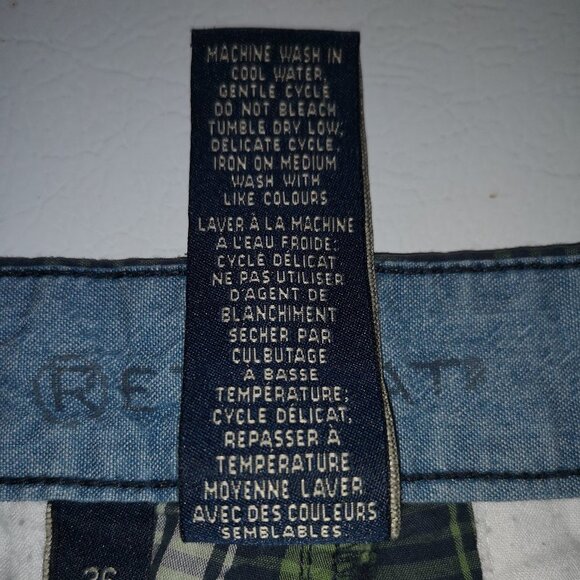 MACHINE WASH IN
COOL WATER,
GENTLE CYCLE
DO NOT BLEACH
TUMBLE DRY LOW;
DELICATE CYCLE,
IRON ON MEDIUM
WASH WITH
LIKE COLOURS
LAVER À LA MACHINE
A L'EAU FROIDE;
CYCLE DÉLICAT
NE PAS UTILISER
D'AGENT DE
BLANCHIMENT
SECHER PAR
CULBUTAGE
A BASSE
TEMPÉRATURE;
CYCLE DÉLICAT,
REPASSER À
TEMPERATURE
MOYENNE LAVER
AVEC DES COULEURS
SEMBLABLES